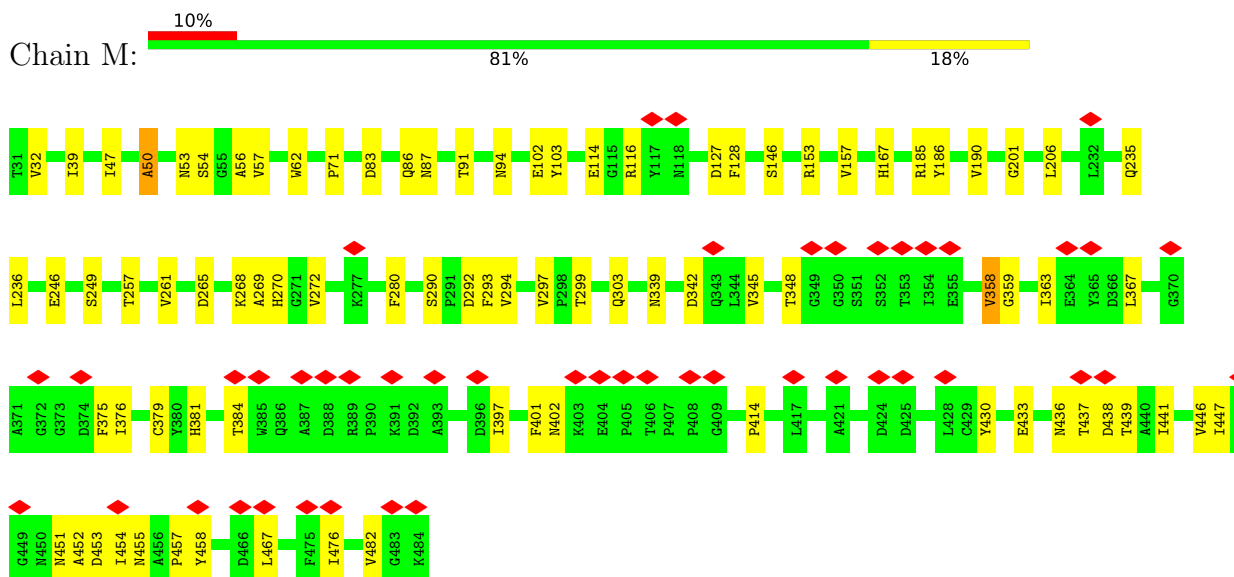 10%
Chain M:
81% 18%
T31 V32 I39 I47 A50 N53 S54 G55 A56 V57 W62 P71 D83 Q86 N87 T91 N94 E102 Y103 E114 G115 R116 Y117 N118 D127 F128 S146 R153 V157 H167 R185 Y186 V190 G201 L206 L232 Q235
L236 E246 S249 T257 V261 D265 K268 A269 H270 G271 V272 K277 F280 S290 P291 D292 F293 V294 V297 P298 T299 Q303 N339 D342 Q343 L344 V345 T348 G349 G350 S351 S352 T353 I354 E355 V358 G359 I363 E364 Y365 D366 L367 G370
A371 G372 G373 D374 F375 I376 C379 Y380 H381 T384 W385 Q386 A387 D388 R389 P390 K391 D392 A393 D396 I397 F401 N402 K403 E404 P405 T406 P407 P408 G409 P414 L417 A421 D424 D425 L428 C429 Y430 E433 N436 T437 D438 T439 A440 I441 V446 I447
G449 N450 N451 A452 D453 I454 N455 A456 P457 Y458 D466 L467 F475 I476 V482 G483 K484